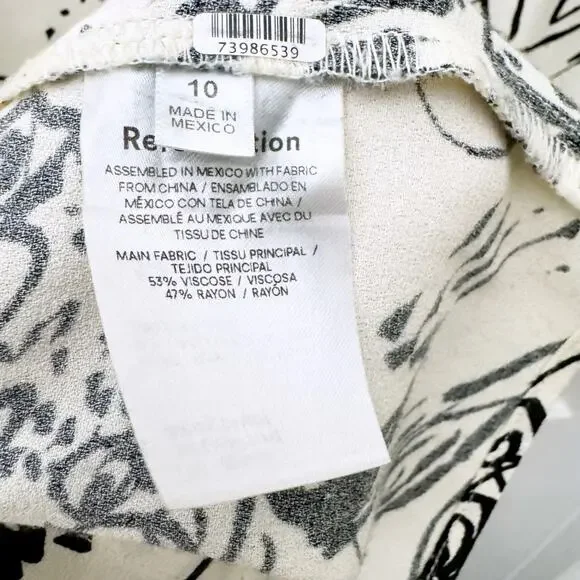 73986539
10
MADE IN
MEXICO
ASSEMBLED IN MEXICO WITH FABRIC
FROM CHINA / ENSAMBLADO EN
MÉXICO CON TELA DE CHINA /
ASSEMBLÉ AU MEXIQUE AVEC DU
TISSU DE CHINE
MAIN FABRIC / TISSU PRINCIPAL /
TEJIDO PRINCIPAL
53% VISCOSE / VISCOSA
47% RAYON / RAYÓN